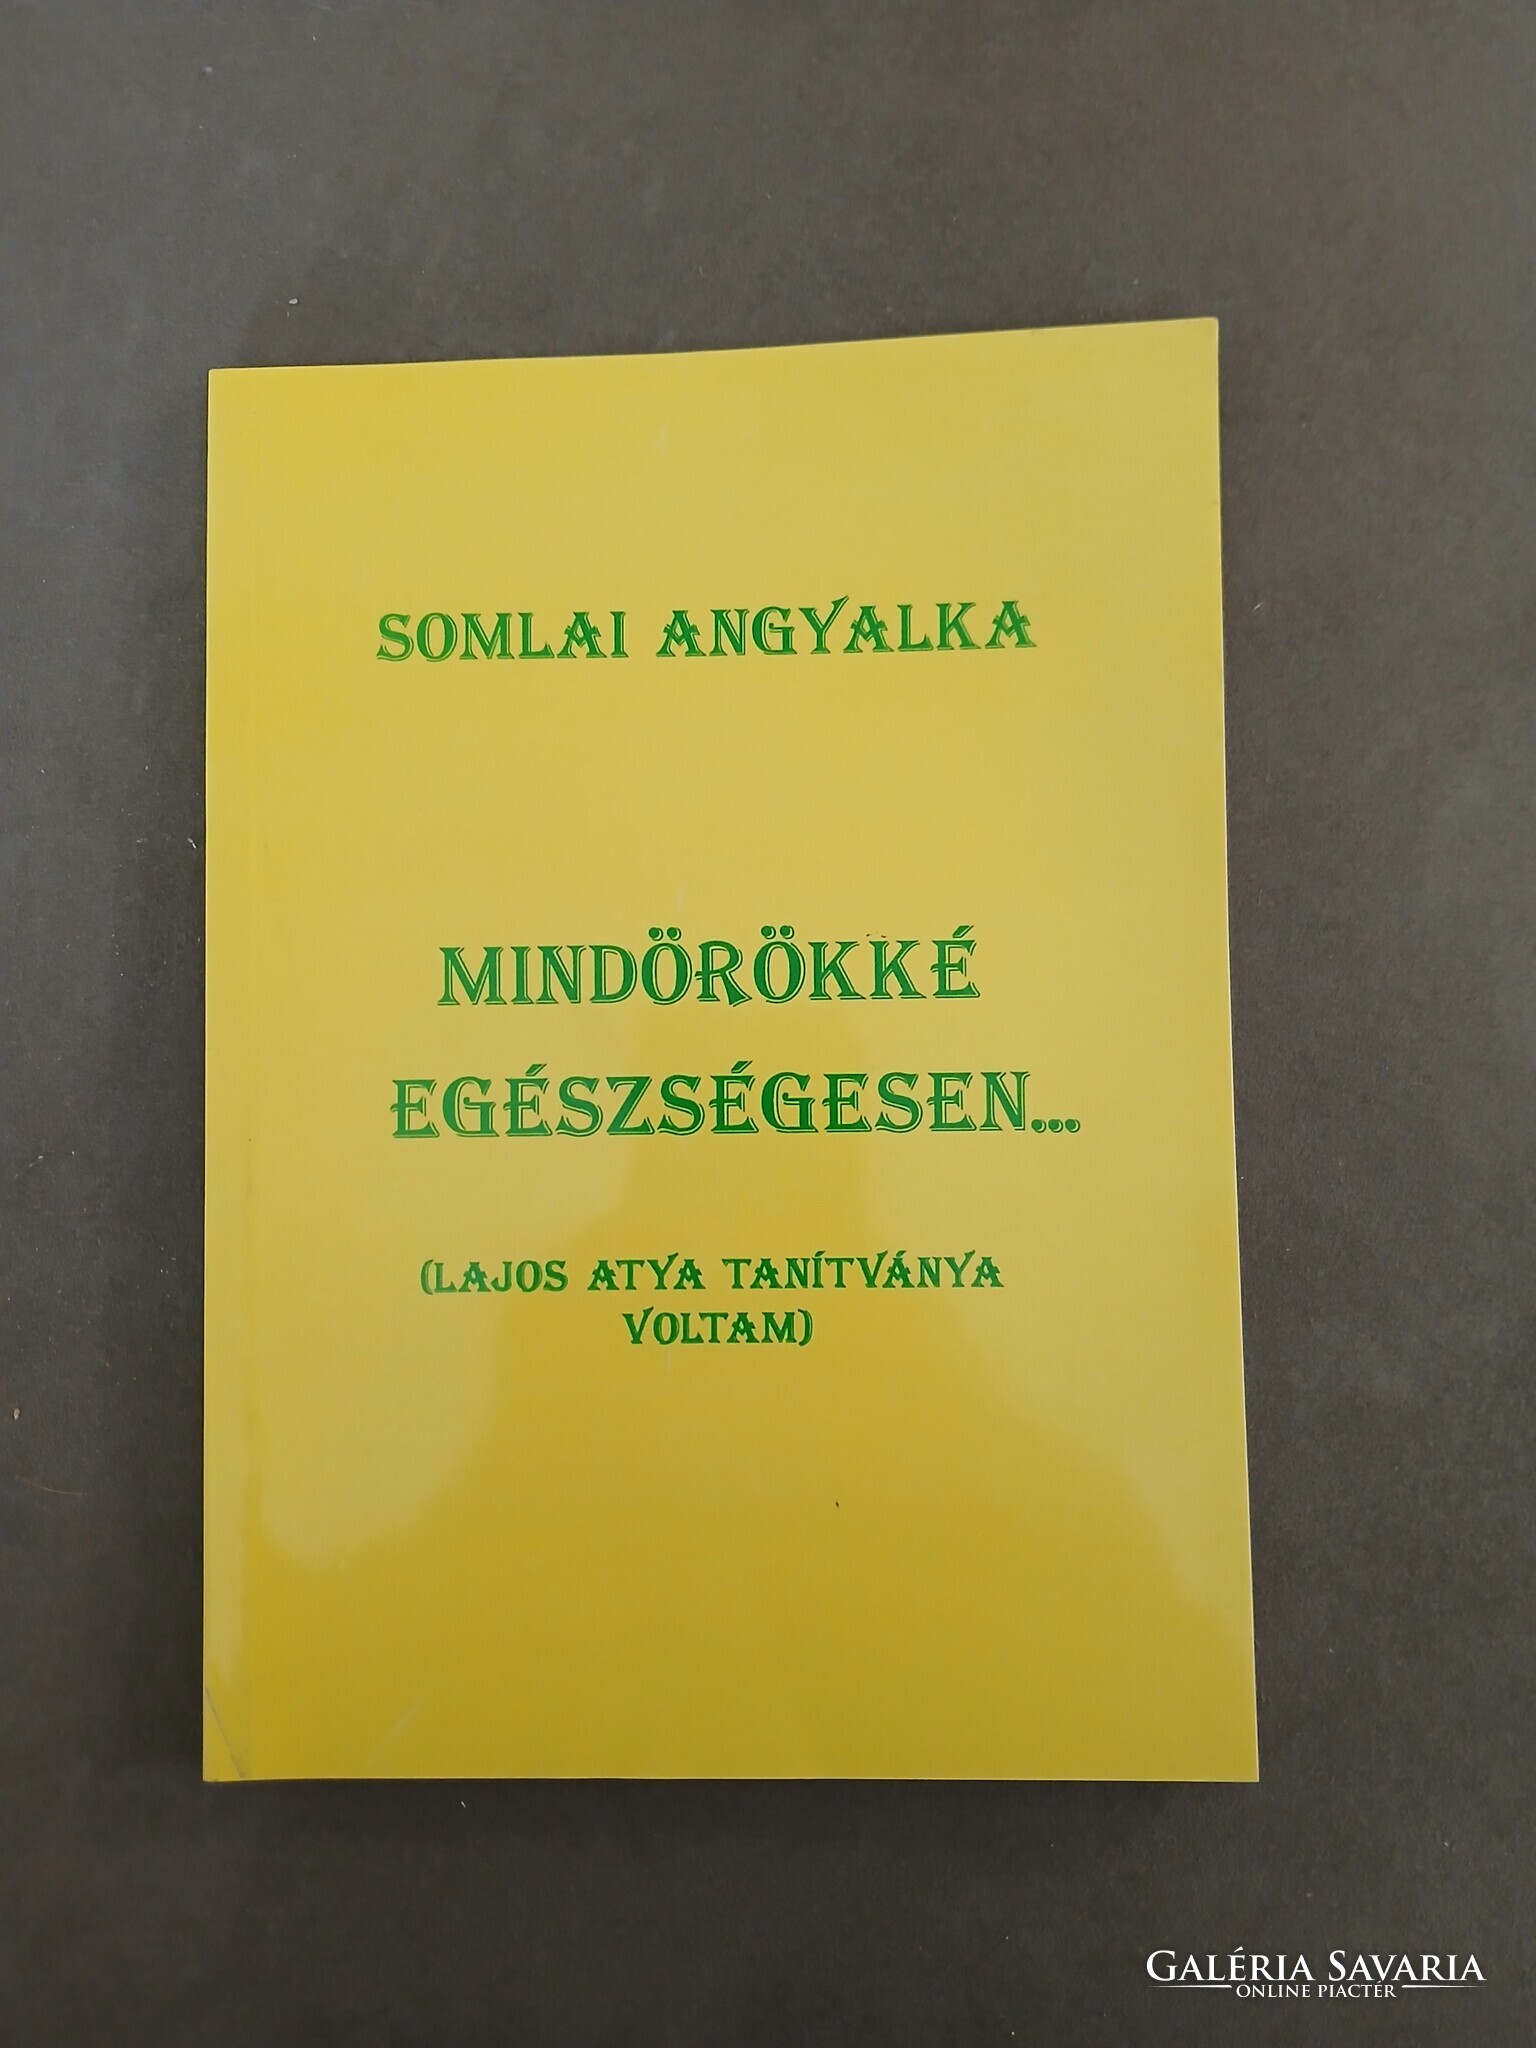 SOMLAI ANGYALKA
MINDÖRÖKKÉ
EGÉSZSÉGESEN...
(LAJOS ATYA TANÍTVÁNYA
VOLTAM)
GALÉRIA SAVARIA
ONLINE PIACTÉR